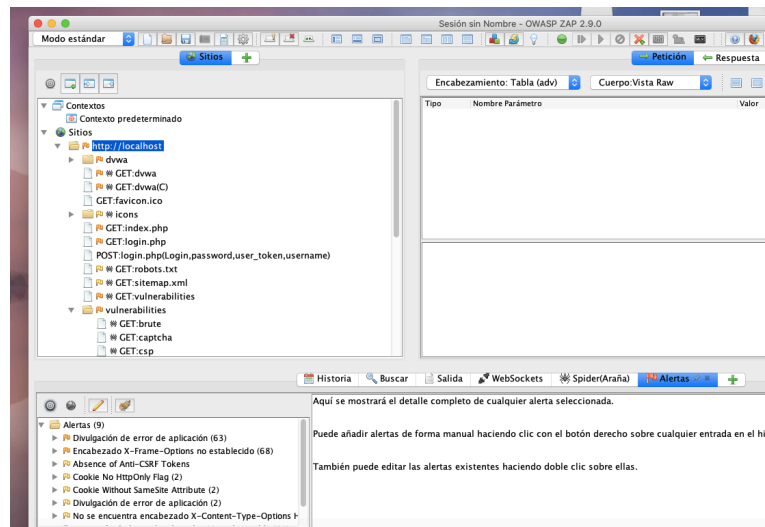 Sesión sin Nombre - OWASP ZAP 2.9.0
Modo estándar
Sitios
Petición
Respuesta
Encabezamiento: Tabla (adv)
Cuerpo:Vista Raw
Tipo
Nombre Parámetro
Valor
Contextos
Contexto predeterminado
Sitios
http://localhost
dvwa
GET:dvwa
GET:dvwa(C)
GET:favicon.ico
icons
GET:index.php
GET:login.php
POST:login.php(Login,password,user_token,username)
GET:robots.txt
GET:sitemap.xml
GET:vulnerabilities
vulnerabilities
GET:brute
GET:captcha
GET:csp
Historia
Buscar
Salida
WebSockets
Spider(Araña)
Alertas
Alertas (9)
Divulgación de error de aplicación (63)
Encabezado X-Frame-Options no establecido (68)
Absence of Anti-CSRF Tokens
Cookie No HttpOnly Flag (2)
Cookie Without SameSite Attribute (2)
Divulgación de error de aplicación (2)
No se encuentra encabezado X-Content-Type-Options H
Aquí se mostrará el detalle completo de cualquier alerta seleccionada.
Puede añadir alertas de forma manual haciendo clic con el botón derecho sobre cualquier entrada en el hi
También puede editar las alertas existentes haciendo doble clic sobre ellas.